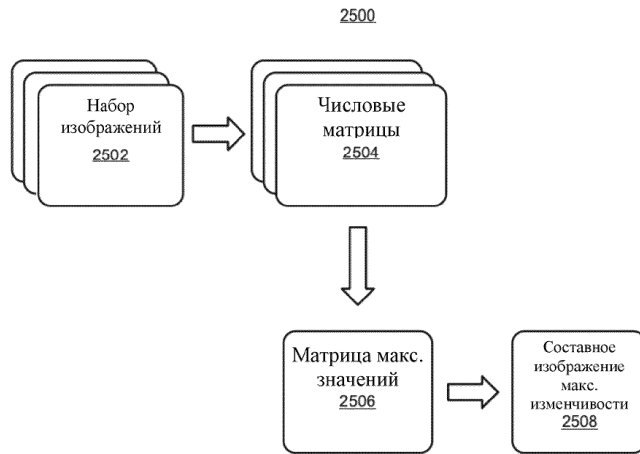 2500
Набор
изображений
2502
Числовые
матрицы
2504
Матрица макс.
значений
2506
Составное
изображение
макс.
изменчивости
2508